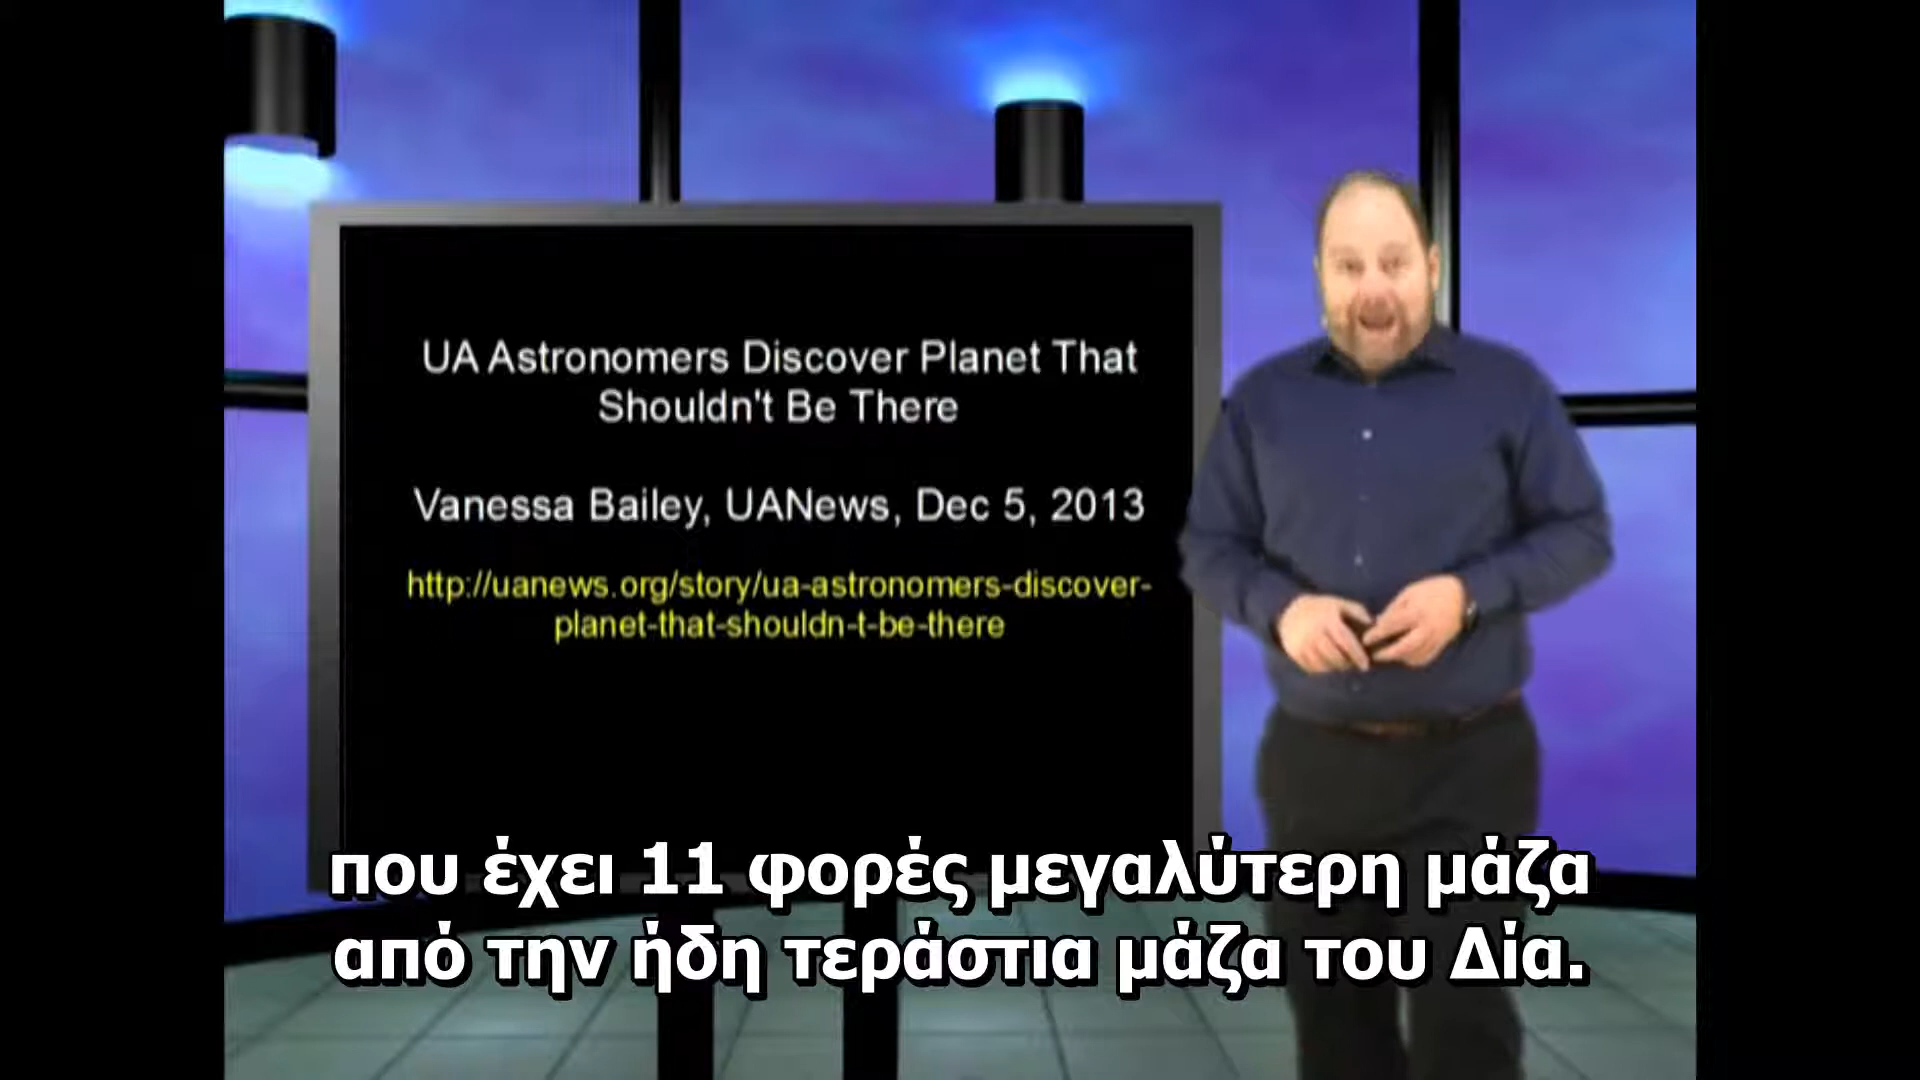 UA Astronomers Discover Planet That
Shouldn't Be There
Vanessa Bailey, UANews, Dec 5, 2013
http://uanews.org/story/ua-astronomers-discover-
planet-that-shouldn-t-be-there
που έχει 11 φορές μεγαλύτερη μάζα
από την ήδη τεράστια μάζα του Δία.